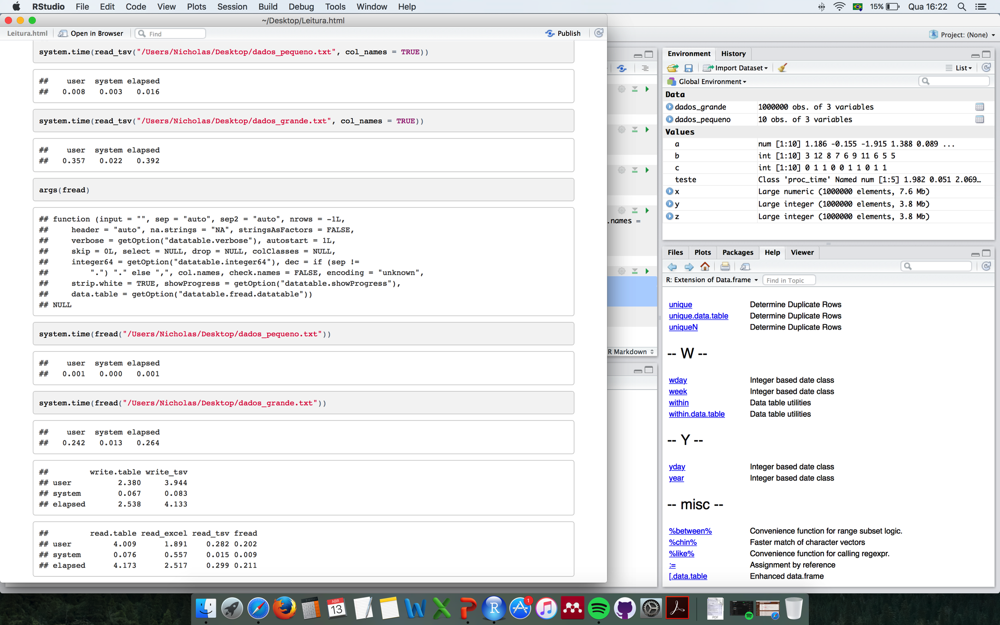 RStudio File Edit Code View Plots Session Build Debug Tools Window Help 15% Qua 16:22
~/Desktop/Leitura.html
Leitura.html Open in Browser Find Publish
system.time(read_tsv("/Users/Nicholas/Desktop/dados_pequeno.txt", col_names = TRUE))
## user system elapsed
## 0.008 0.003 0.016
system.time(read_tsv("/Users/Nicholas/Desktop/dados_grande.txt", col_names = TRUE))
## user system elapsed
## 0.357 0.022 0.392
args(fread)
## function (input = "", sep = "auto", sep2 = "auto", nrows = -1L,
## header = "auto", na.strings = "NA", stringsAsFactors = FALSE,
## verbose = getOption("datatable.verbose"), autostart = 1L,
## skip = 0L, select = NULL, drop = NULL, colClasses = NULL,
## integer64 = getOption("datatable.integer64"), dec = if (sep !=
## ".") "." else ",", col.names, check.names = FALSE, encoding = "unknown",
## strip.white = TRUE, showProgress = getOption("datatable.showProgress"),
## data.table = getOption("datatable.fread.datatable"))
## NULL
system.time(fread("/Users/Nicholas/Desktop/dados_pequeno.txt"))
## user system elapsed
## 0.001 0.000 0.001
system.time(fread("/Users/Nicholas/Desktop/dados_grande.txt"))
## user system elapsed
## 0.242 0.013 0.264
## write.table write_tsv
## user 2.380 3.944
## system 0.067 0.083
## elapsed 2.538 4.133
## read.table read_excel read_tsv fread
## user 4.009 1.891 0.282 0.202
## system 0.076 0.557 0.015 0.009
## elapsed 4.173 2.517 0.299 0.211
.names =
R Markdown
Project: (None)
Environment History
Import Dataset List
Global Environment
Data
dados_grande 1000000 obs. of 3 variables
dados_pequeno 10 obs. of 3 variables
Values
a num [1:10] 1.186 -0.155 -1.915 1.388 0.089 ...
b int [1:10] 3 12 8 7 6 9 11 6 5 5
c int [1:10] 0 1 1 0 0 1 1 0 1 1
teste Class 'proc_time' Named num [1:5] 1.982 0.051 2.069…
x Large numeric (1000000 elements, 7.6 Mb)
y Large integer (1000000 elements, 3.8 Mb)
z Large integer (1000000 elements, 3.8 Mb)
Files Plots Packages Help Viewer
R: Extension of Data.frame Find in Topic
unique Determine Duplicate Rows
unique.data.table Determine Duplicate Rows
uniqueN Determine Duplicate Rows
-- W --
wday Integer based date class
week Integer based date class
within Data table utilities
within.data.table Data table utilities
-- Y --
yday Integer based date class
year Integer based date class
-- misc --
%between% Convenience function for range subset logic.
%chin% Faster match of character vectors
%like% Convenience function for calling regexpr.
:= Assignment by reference
[.data.table Enhanced data.frame
ABR
13
R
1
PDF